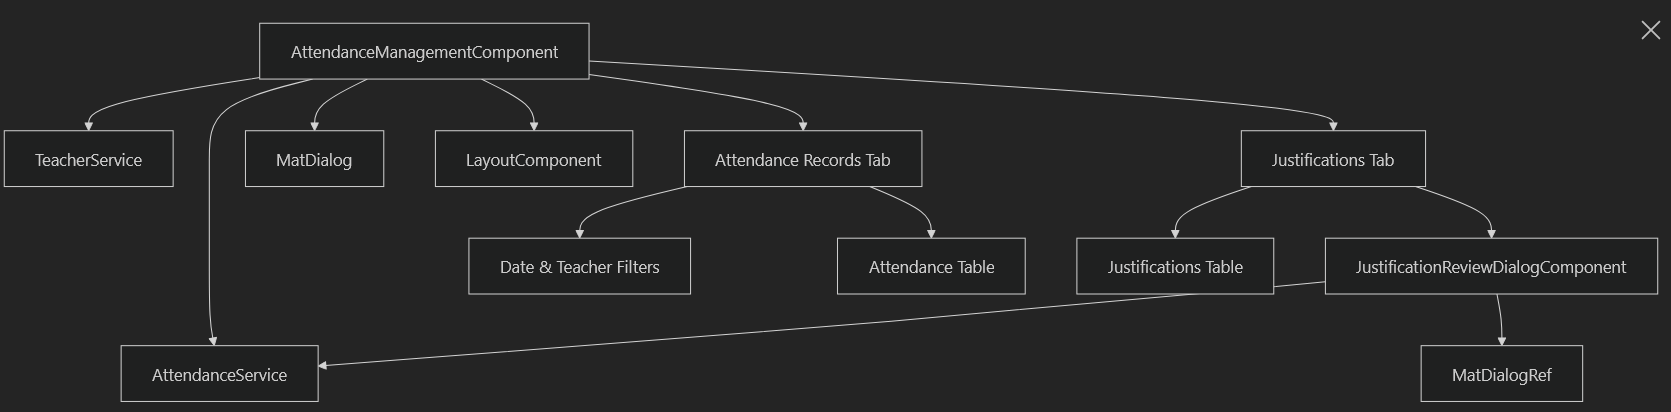 AttendanceManagementComponent
TeacherService
MatDialog
LayoutComponent
Attendance Records Tab
Justifications Tab
Date & Teacher Filters
Attendance Table
Justifications Table
JustificationReviewDialogComponent
AttendanceService
MatDialogRef